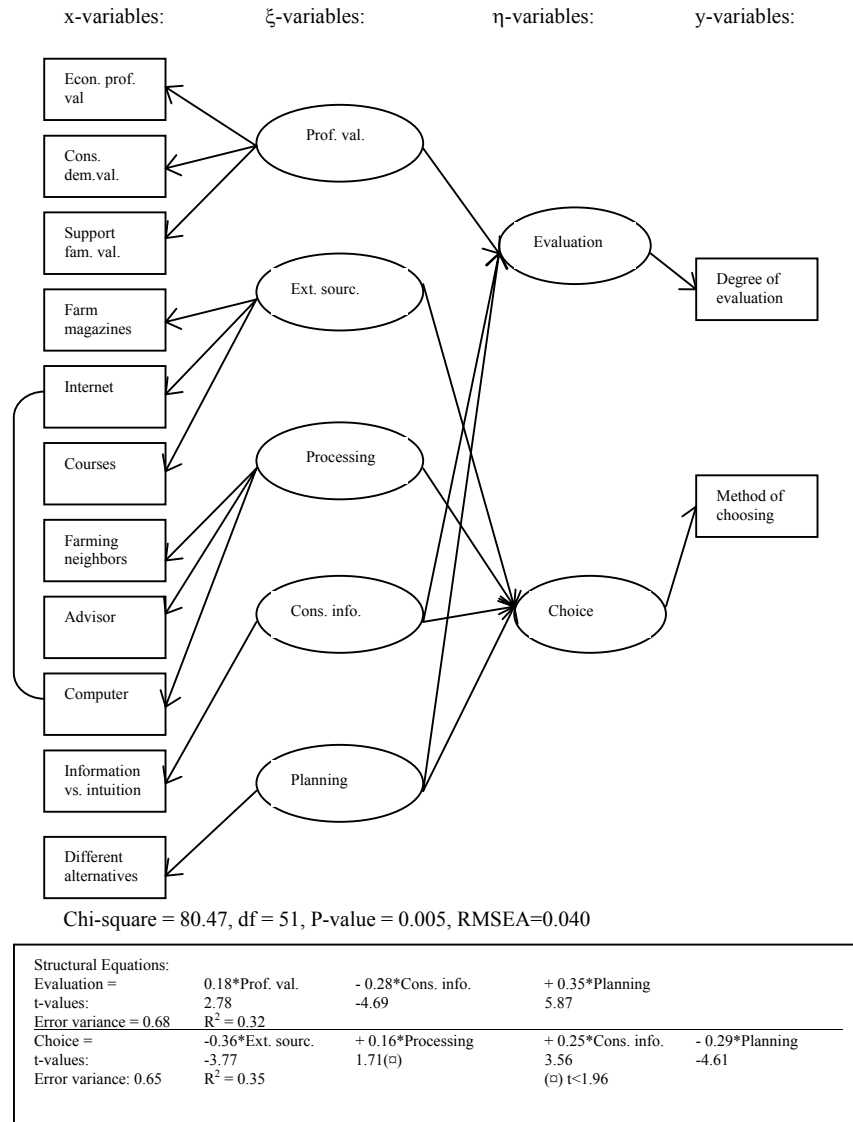 x-variables: ξ-variables: η-variables: y-variables:
Econ. prof.
val
Cons.
dem.val.
Support
fam. val.
Farm
magazines
Internet
Courses
Farming
neighbors
Advisor
Computer
Information
vs. intuition
Different
alternatives
Prof. val.
Ext. sourc.
Processing
Cons. info.
Planning
Evaluation
Choice
Degree of
evaluation
Method of
choosing
Chi-square = 80.47, df = 51, P-value = 0.005, RMSEA=0.040
Structural Equations:
Evaluation = 0.18*Prof. val. - 0.28*Cons. info. + 0.35*Planning
t-values: 2.78 -4.69 5.87
Error variance = 0.68 R² = 0.32
Choice = -0.36*Ext. sourc. + 0.16*Processing + 0.25*Cons. info. - 0.29*Planning
t-values: -3.77 1.71(¤) 3.56 -4.61
Error variance: 0.65 R² = 0.35 (¤) t<1.96